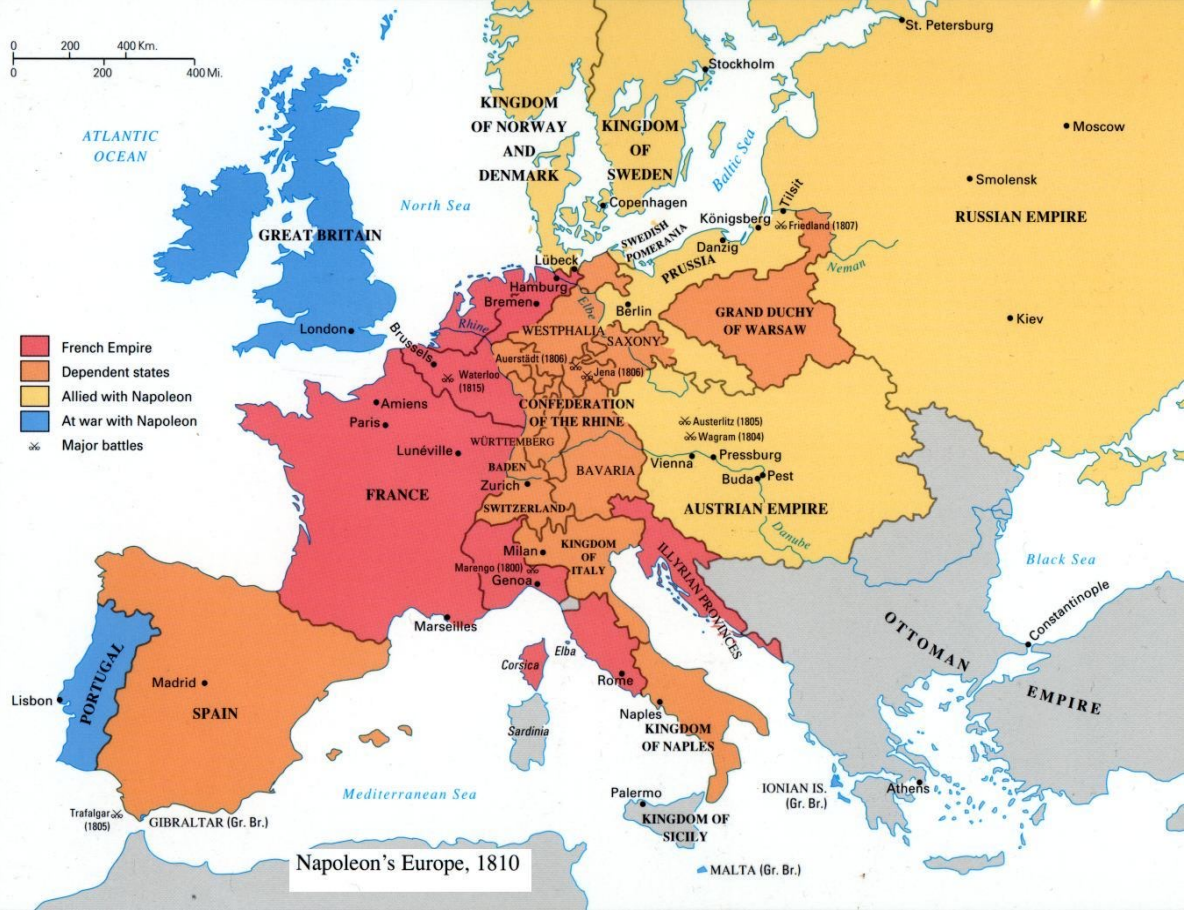 0 200 400 Km.
0 200 400 Mi.
ATLANTIC
OCEAN
North Sea
Baltic Sea
St. Petersburg
Stockholm
KINGDOM
OF NORWAY
AND
DENMARK
KINGDOM
OF
SWEDEN
Moscow
Smolensk
RUSSIAN EMPIRE
Copenhagen
Tilsit
Königsberg
Friedland (1807)
SWEDISH
POMERANIA
Danzig
PRUSSIA
Neman
GREAT BRITAIN
London
Lübeck
Hamburg
Bremen
Elbe
Berlin
GRAND DUCHY
OF WARSAW
Kiev
Rhine
WESTPHALIA
SAXONY
Brussels
Auerstädt (1806)
Jena (1806)
Waterloo
(1815)
French Empire
Dependent states
Allied with Napoleon
At war with Napoleon
Major battles
Amiens
Paris
Lunéville
CONFEDERATION
OF THE RHINE
WÜRTTEMBERG
BADEN
BAVARIA
Austerlitz (1805)
Wagram (1804)
Vienna
Pressburg
Buda
Pest
AUSTRIAN EMPIRE
Danube
FRANCE
Zurich
SWITZERLAND
Milan
KINGDOM
OF
ITALY
Marengo (1800)
Genoa
ILLYRIAN PROVINCES
Black Sea
Marseilles
Corsica
Elba
Rome
Constantinople
OTTOMAN
EMPIRE
PORTUGAL
Lisbon
Madrid
SPAIN
Sardinia
Naples
KINGDOM
OF NAPLES
Mediterranean Sea
Palermo
KINGDOM OF
SICILY
IONIAN IS.
(Gr. Br.)
Athens
Trafalgar
(1805)
GIBRALTAR (Gr. Br.)
MALTA (Gr. Br.)
Napoleon's Europe, 1810